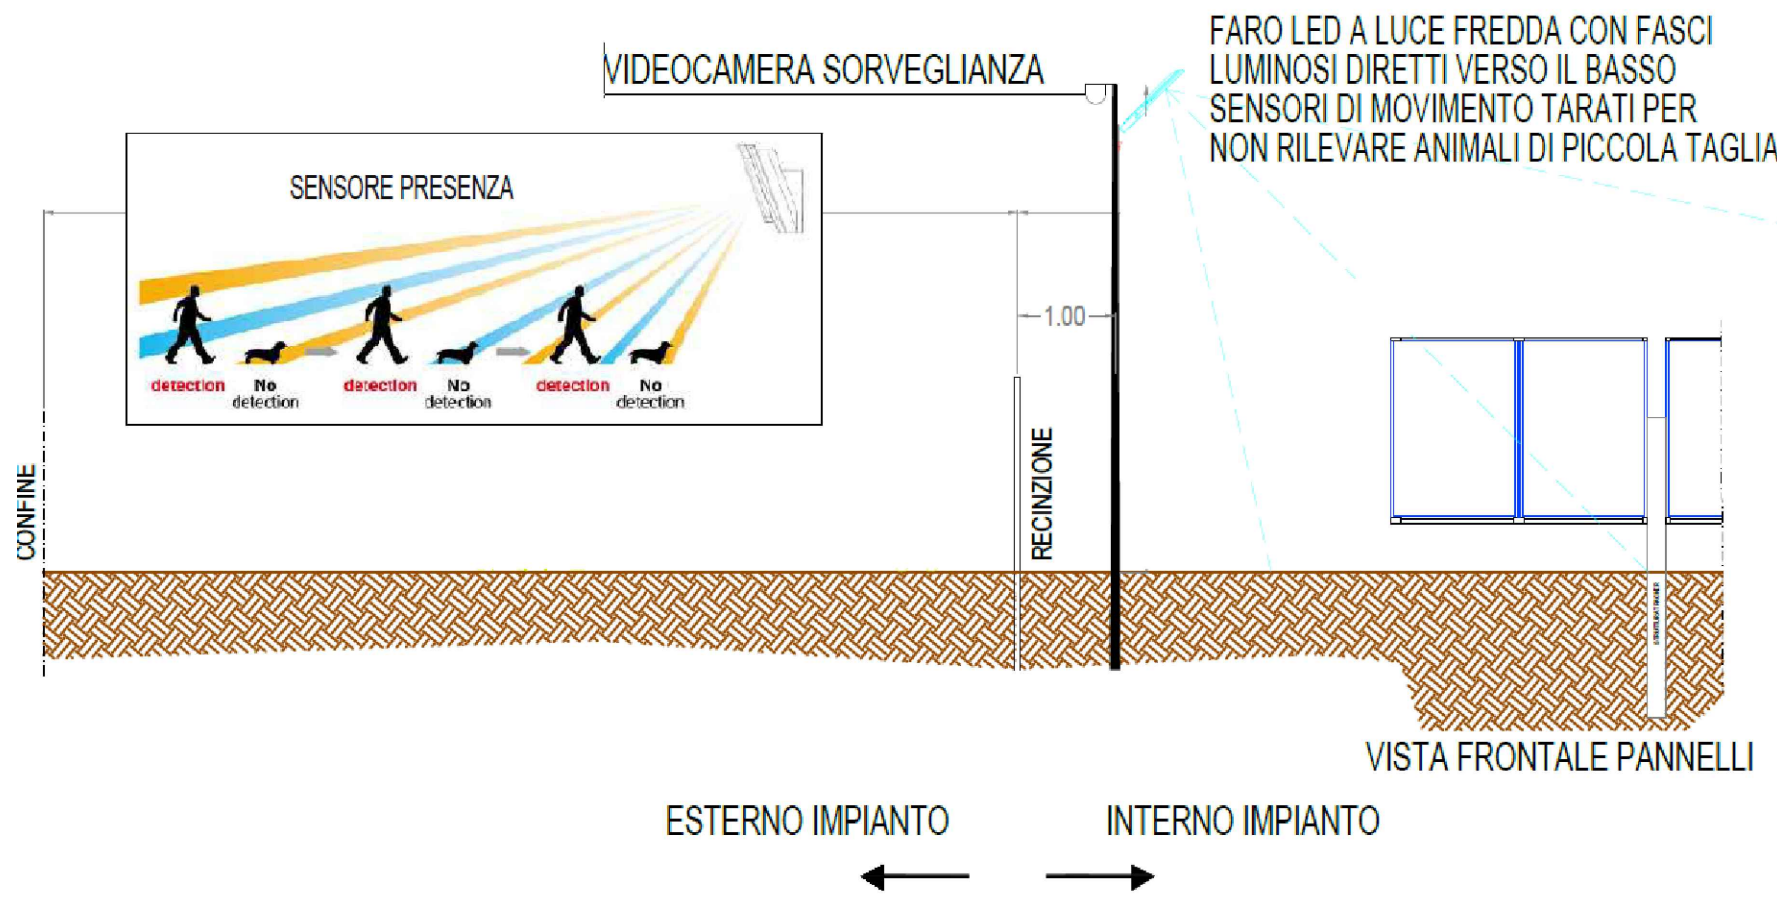 FARO LED A LUCE FREDDA CON FASCI
LUMINOSI DIRETTI VERSO IL BASSO
SENSORI DI MOVIMENTO TARATI PER
NON RILEVARE ANIMALI DI PICCOLA TAGLIA
VIDEOCAMERA SORVEGLIANZA
SENSORE PRESENZA
detection
No
detection
detection
No
detection
detection
No
detection
1.00
CONFINE
RECINZIONE
VISTA FRONTALE PANNELLI
ESTERNO IMPIANTO
INTERNO IMPIANTO